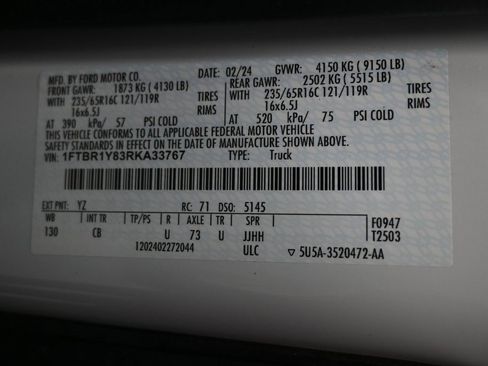 MFD. BY FORD MOTOR CO. DATE: 02/24 GVWR: 4150 KG (9150 LB)
FRONT GAWR: 1873 KG (4130 LB) REAR GAWR: 2502 KG (5515 LB)
WITH 235/65R16C 121/119R TIRES WITH 235/65R16C 121/119R TIRES
16x6.5J RIMS 16x6.5J RIMS
AT 390 kPa/ 57 PSI COLD AT 520 kPa/ 75 PSI COLD
THIS VEHICLE CONFORMS TO ALL APPLICABLE FEDERAL MOTOR VEHICLE
SAFETY STANDARDS IN EFFECT ON THE DATE OF MANUFACTURE SHOWN ABOVE.
VIN: 1FTBR1Y83RKA33767 TYPE: Truck
EXT PNT: YZ RC: 71 DSO: 5145
WB INT TR TP/PS R AXLE TR SPR F0947
130 CB U 73 U JJHH T2503
1202402272044 ULC ▽ 5U5A-3520472-AA